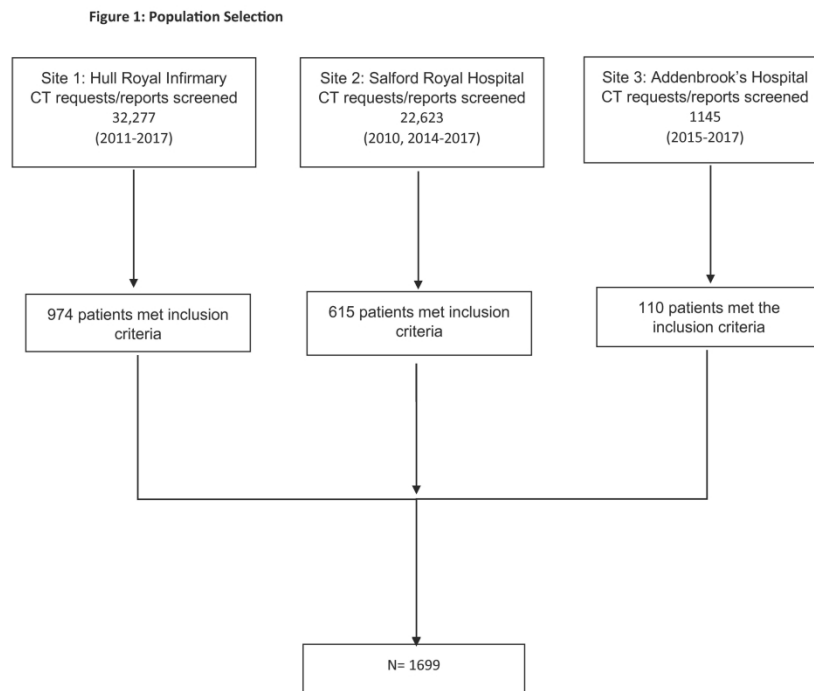 Figure 1: Population Selection
Site 1: Hull Royal Infirmary
CT requests/reports screened
32,277
(2011-2017)
Site 2: Salford Royal Hospital
CT requests/reports screened
22,623
(2010, 2014-2017)
Site 3: Addenbrook's Hospital
CT requests/reports screened
1145
(2015-2017)
974 patients met inclusion
criteria
615 patients met inclusion
criteria
110 patients met the
inclusion criteria
N= 1699